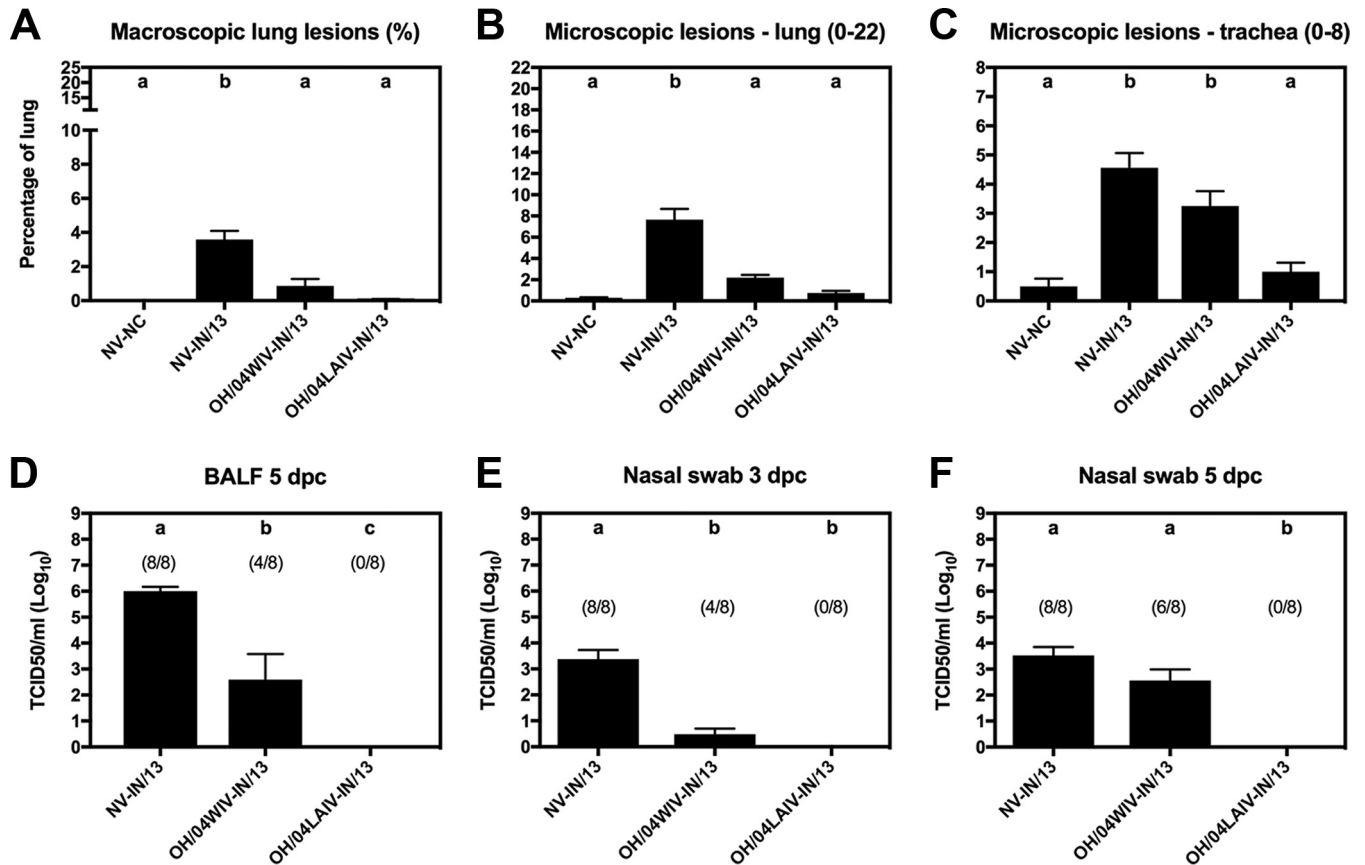 A
Macroscopic lung lesions (%)
Percentage of lung
25
20
15
10
8
6
4
2
0
a b a a
NV-NC
NV-IN/13
OH/04WIV-IN/13
OH/04LAIV-IN/13
B
Microscopic lesions - lung (0-22)
22
20
18
16
14
12
10
8
6
4
2
0
a b a a
NV-NC
NV-IN/13
OH/04WIV-IN/13
OH/04LAIV-IN/13
C
Microscopic lesions - trachea (0-8)
8
7
6
5
4
3
2
1
0
a b b a
NV-NC
NV-IN/13
OH/04WIV-IN/13
OH/04LAIV-IN/13
D
BALF 5 dpc
TCID50/ml (Log10)
9
8
7
6
5
4
3
2
1
0
a b c
(8/8) (4/8) (0/8)
NV-IN/13
OH/04WIV-IN/13
OH/04LAIV-IN/13
E
Nasal swab 3 dpc
TCID50/ml (Log10)
9
8
7
6
5
4
3
2
1
0
a b b
(8/8) (4/8) (0/8)
NV-IN/13
OH/04WIV-IN/13
OH/04LAIV-IN/13
F
Nasal swab 5 dpc
TCID50/ml (Log10)
9
8
7
6
5
4
3
2
1
0
a a b
(8/8) (6/8) (0/8)
NV-IN/13
OH/04WIV-IN/13
OH/04LAIV-IN/13